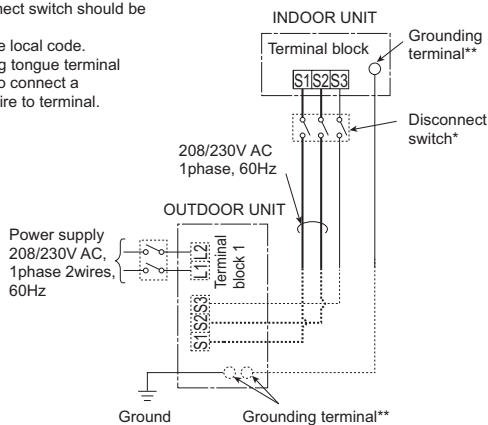 nect switch should be
e local code.
g tongue terminal
o connect a
ire to terminal.
INDOOR UNIT
Terminal block
Grounding
terminal**
S1 S2 S3
Disconnect
switch*
208/230V AC
1phase, 60Hz
OUTDOOR UNIT
Power supply
208/230V AC,
1phase 2wires,
60Hz
L1 L2
Terminal
block 1
S1 S2 S3
Ground
Grounding terminal**